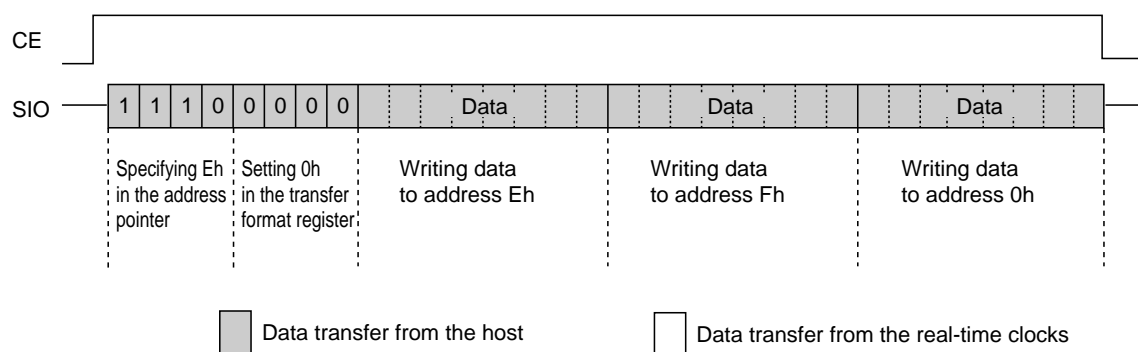 CE
SIO 1 1 1 0 0 0 0 0 Data Data Data
Specifying Eh
in the address
pointer
Setting 0h
in the transfer
format register
Writing data
to address Eh
Writing data
to address Fh
Writing data
to address 0h
Data transfer from the host
Data transfer from the real-time clocks